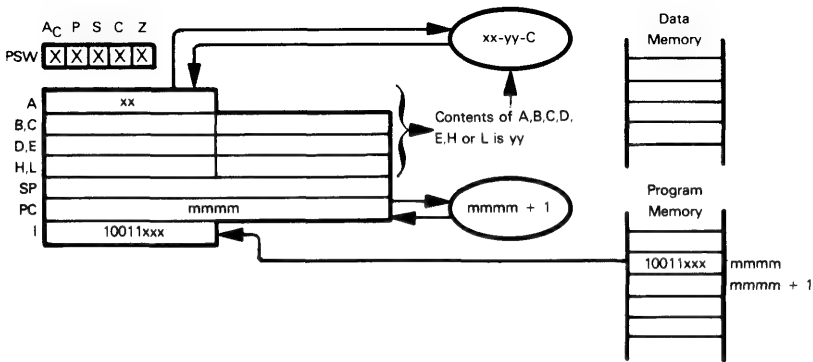 AC P S C Z
PSW X X X X X
A xx
B,C
D,E
H,L
SP
PC mmmm
I 10011xxx
xx-yy-C
Contents of A,B,C,D,
E,H or L is yy
mmmm + 1
Data
Memory
Program
Memory
10011xxx mmmm
mmmm + 1